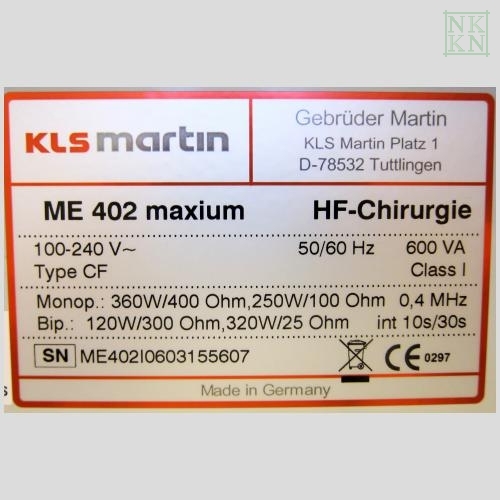 NK
KN
KLS martin
Gebrüder Martin
KLS Martin Platz 1
D-78532 Tuttlingen
ME 402 maxium HF-Chirurgie
100-240 V~ 50/60 Hz 600 VA
Type CF Class I
Monop.: 360W/400 Ohm,250W/100 Ohm 0,4 MHz
Bip.: 120W/300 Ohm,320W/25 Ohm int 10s/30s
SN ME402I0603155607 CE 0297
Made in Germany